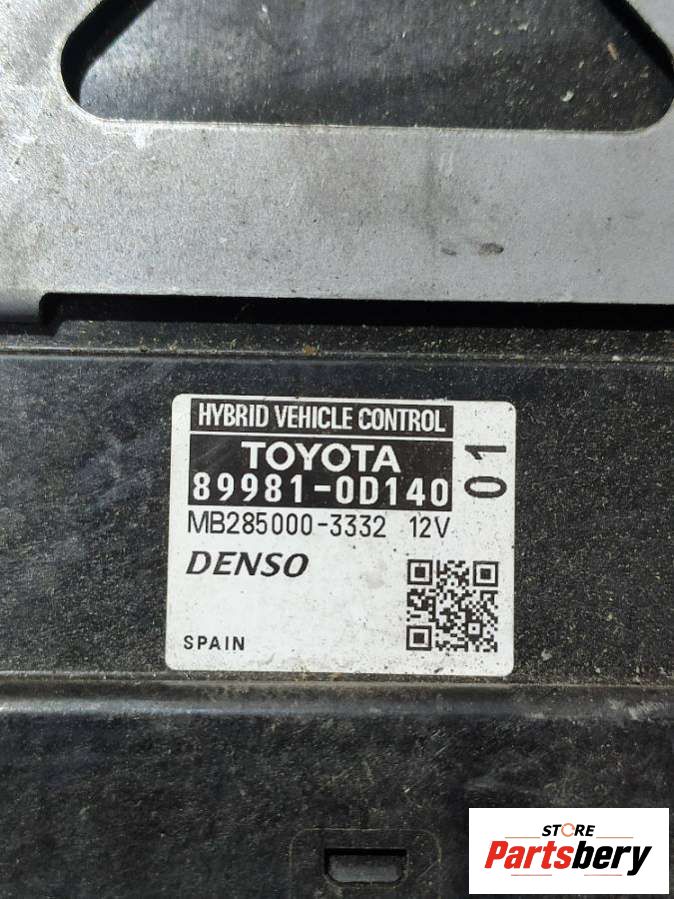 HYBRID VEHICLE CONTROL
TOYOTA
89981-0D140
01
MB285000-3332 12V
DENSO
SPAIN
STORE
Partsbery